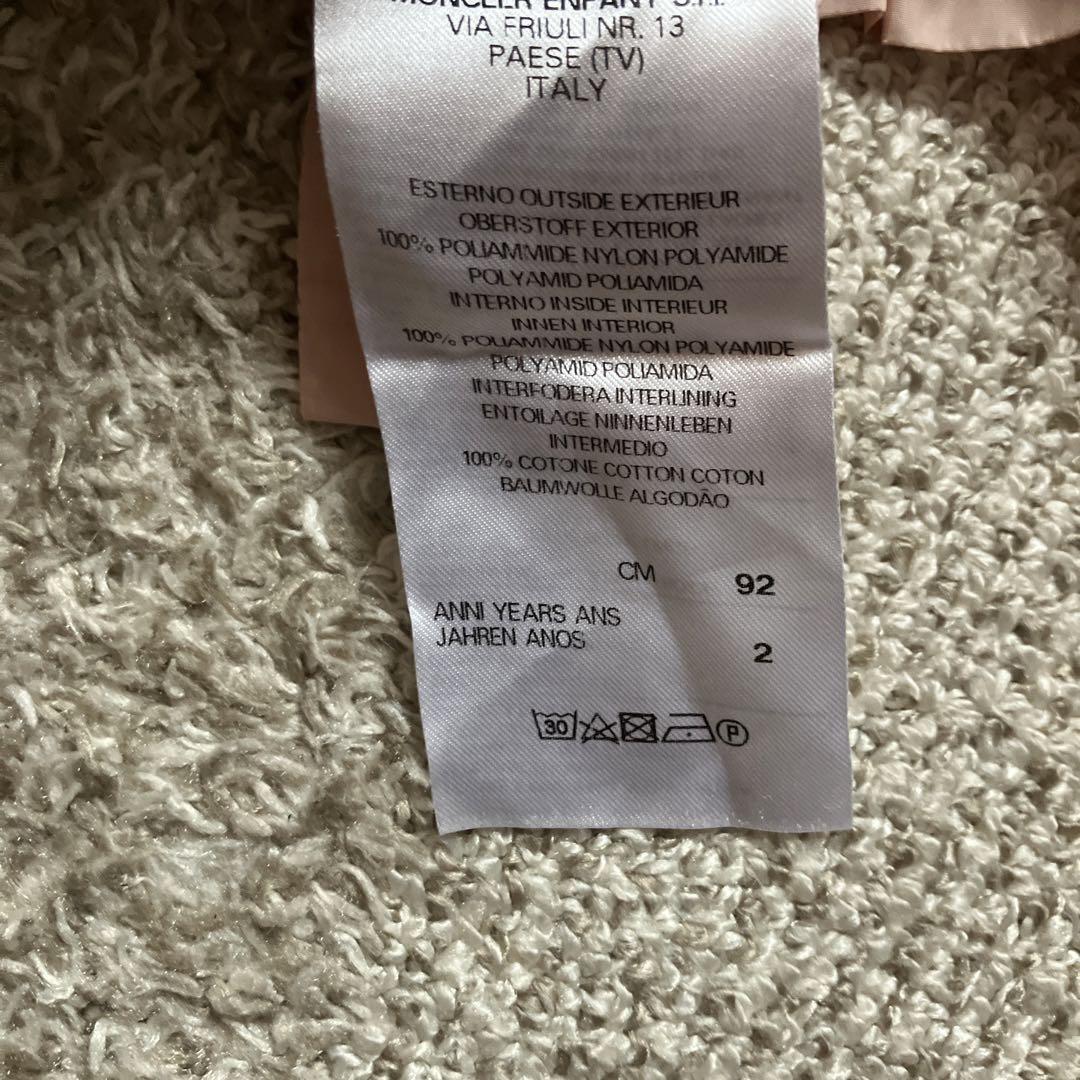 MONCLER ENFANT S.r.l.
VIA FRIULI NR. 13
PAESE (TV)
ITALY
ESTERNO OUTSIDE EXTERIEUR
OBERSTOFF EXTERIOR
100% POLIAMMIDE NYLON POLYAMIDE
POLYAMID POLIAMIDA
INTERNO INSIDE INTERIEUR
INNEN INTERIOR
100% POLIAMMIDE NYLON POLYAMIDE
POLYAMID POLIAMIDA
INTERFODERA INTERLINING
ENTOILAGE NINNENLEBEN
INTERMEDIO
100% COTONE COTTON COTON
BAUMWOLLE ALGODÃO
CM 92
ANNI YEARS ANS
JAHREN ANOS 2
30 P